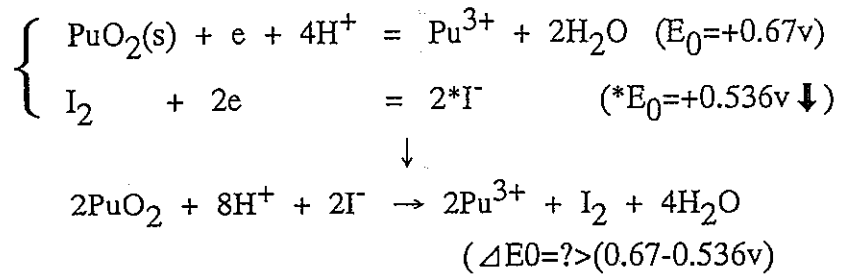 PuO₂(s) + e + 4H⁺ = Pu³⁺ + 2H₂O (E₀=+0.67v)
I₂ + 2e = 2*I⁻ (*E₀=+0.536v⬇)
↓
2PuO₂ + 8H⁺ + 2I⁻ → 2Pu³⁺ + I₂ + 4H₂O
(⊿E0=?>(0.67-0.536v)